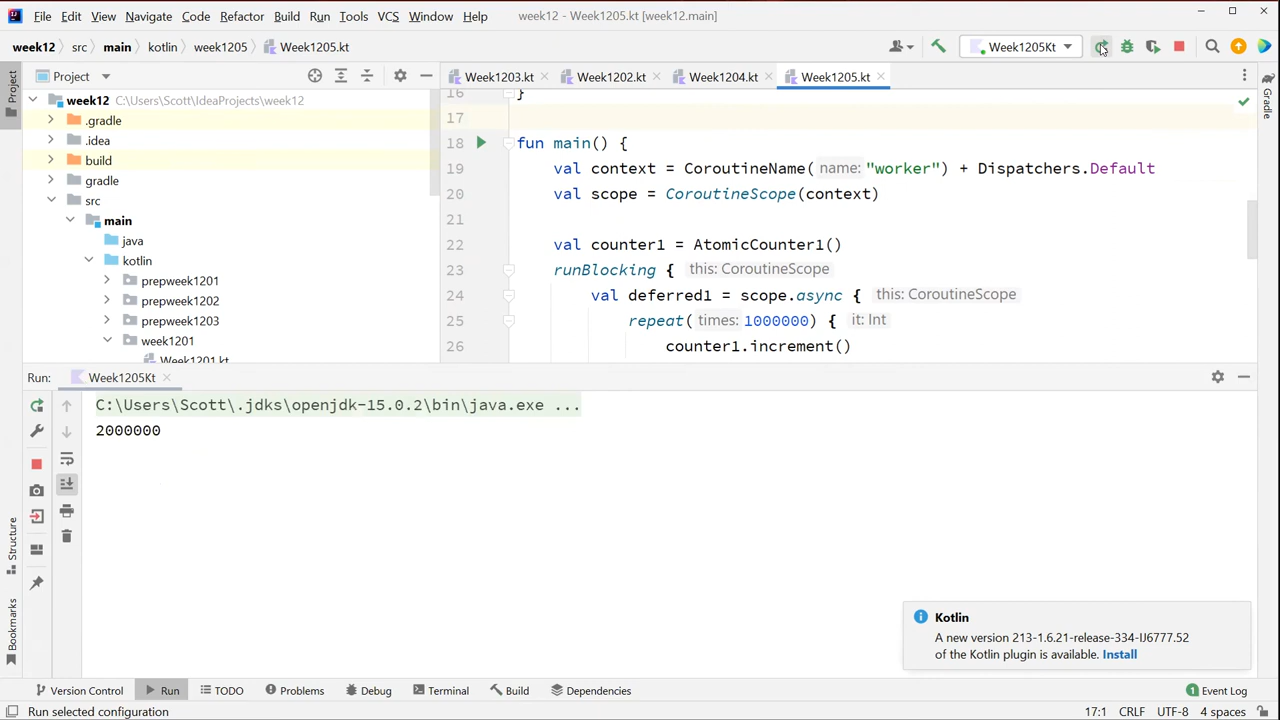 File Edit View Navigate Code Refactor Build Run Tools VCS Window Help week12 - Week1205.kt [week12.main]
week12 src main kotlin week1205 Week1205.kt Week1205Kt
Project Week1203.kt Week1202.kt Week1204.kt Week1205.kt
week12 C:\Users\Scott\IdeaProjects\week12
.gradle
.idea
build
gradle
src
main
java
kotlin
prepweek1201
prepweek1202
prepweek1203
week1201
Week1201.kt
16 }
17
18 fun main() {
19 val context = CoroutineName( name: "worker") + Dispatchers.Default
20 val scope = CoroutineScope(context)
21
22 val counter1 = AtomicCounter1()
23 runBlocking { this: CoroutineScope
24 val deferred1 = scope.async { this: CoroutineScope
25 repeat( times: 1000000) { it: Int
26 counter1.increment()
Project
Gradle
Structure
Bookmarks
Run: Week1205Kt
C:\Users\Scott\.jdks\openjdk-15.0.2\bin\java.exe ...
2000000
Kotlin
A new version 213-1.6.21-release-334-IJ6777.52
of the Kotlin plugin is available. Install
Version Control Run TODO Problems Debug Terminal Build Dependencies 1 Event Log
Run selected configuration 17:1 CRLF UTF-8 4 spaces